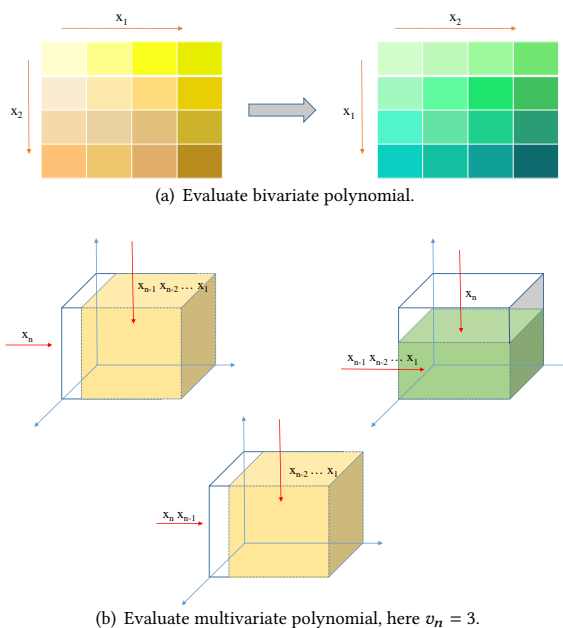 x₁
x₂
x₂
x₁
(a) Evaluate bivariate polynomial.
xₙ₋₁ xₙ₋₂ … x₁
xₙ
xₙ
xₙ₋₁ xₙ₋₂ … x₁
xₙ₋₂ … x₁
xₙ xₙ₋₁
(b) Evaluate multivariate polynomial, here 𝑣ₙ = 3.